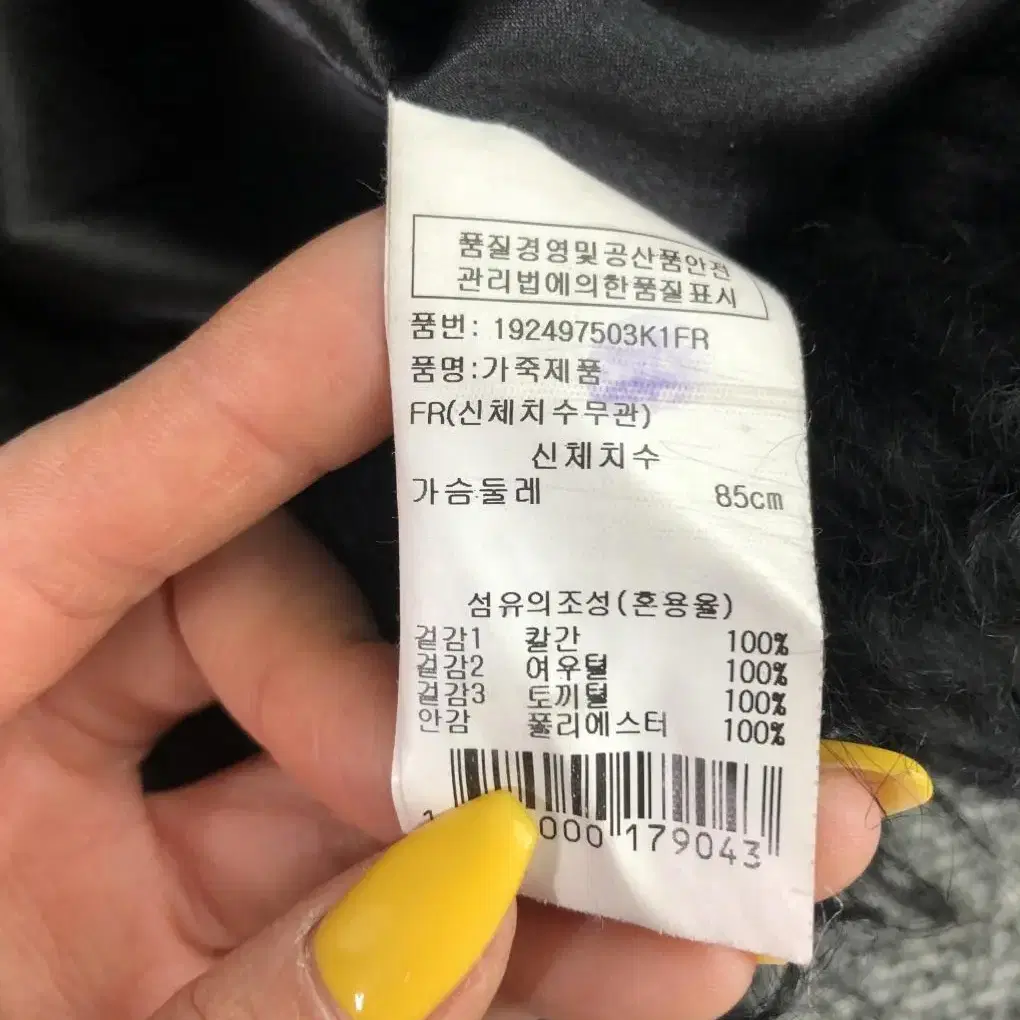 품질경영및공산품안전
관리법에의한품질표시
품번: 192497503K1FR
품명:가죽제품
FR(신체치수무관)
신체치수
가슴둘레 85cm
섬유의조성(혼용율)
겉감1 칼간 100%
겉감2 여우털 100%
겉감3 토끼털 100%
안감 폴리에스터 100%
000 179043